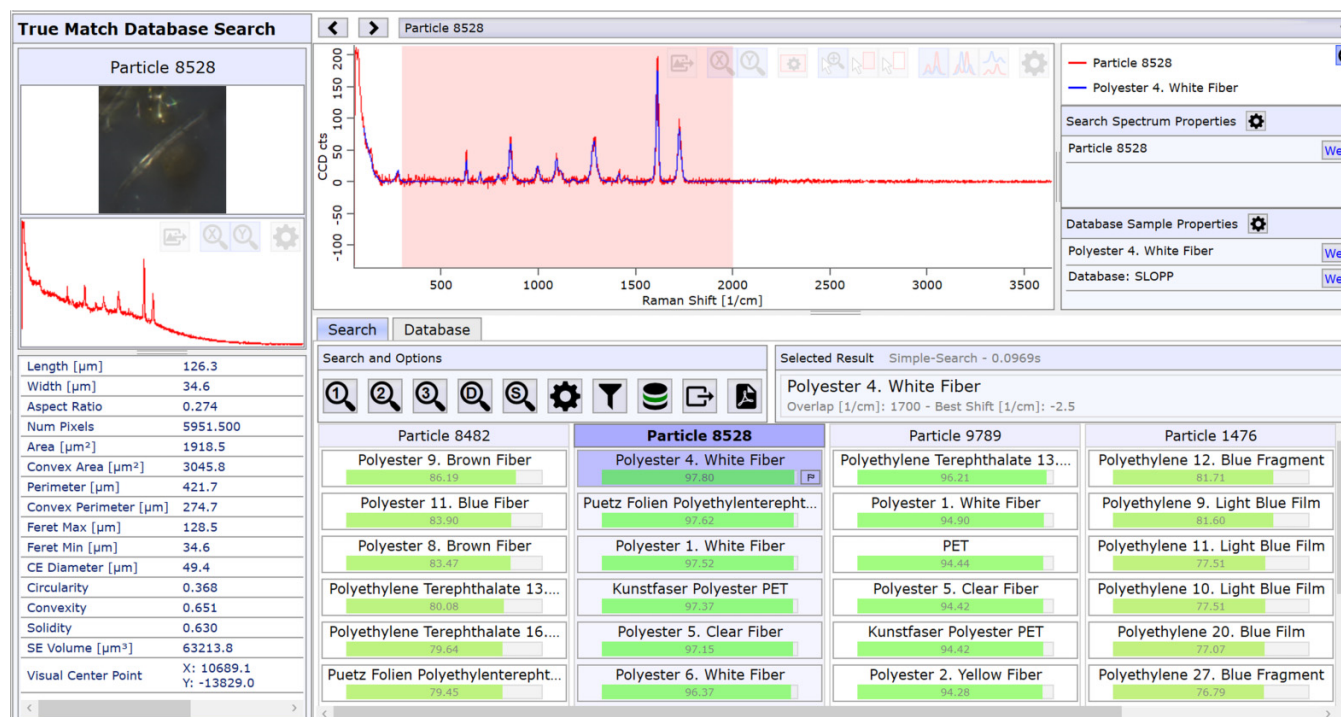 True Match Database Search
Particle 8528
Length [µm] 126.3
Width [µm] 34.6
Aspect Ratio 0.274
Num Pixels 5951.500
Area [µm²] 1918.5
Convex Area [µm²] 3045.8
Perimeter [µm] 421.7
Convex Perimeter [µm] 274.7
Feret Max [µm] 128.5
Feret Min [µm] 34.6
CE Diameter [µm] 49.4
Circularity 0.368
Convexity 0.651
Solidity 0.630
SE Volume [µm³] 63213.8
Visual Center Point X: 10689.1
Y: -13829.0
Particle 8528
CCD cts
200
150
100
50
0
-50
-100
500 1000 1500 2000 2500 3000 3500
Raman Shift [1/cm]
Particle 8528
Polyester 4. White Fiber
Search Spectrum Properties
Particle 8528 We
Database Sample Properties
Polyester 4. White Fiber We
Database: SLOPP We
Search Database
Search and Options
1 2 3 D S
Selected Result Simple-Search - 0.0969s
Polyester 4. White Fiber
Overlap [1/cm]: 1700 - Best Shift [1/cm]: -2.5
Particle 8482
Polyester 9. Brown Fiber
86.19
Polyester 11. Blue Fiber
83.90
Polyester 8. Brown Fiber
83.47
Polyethylene Terephthalate 13....
80.08
Polyethylene Terephthalate 16....
79.64
Puetz Folien Polyethylenterepht...
79.45
Particle 8528
Polyester 4. White Fiber
97.80
Puetz Folien Polyethylenterepht...
97.62
Polyester 1. White Fiber
97.52
Kunstfaser Polyester PET
97.37
Polyester 5. Clear Fiber
97.15
Polyester 6. White Fiber
96.37
Particle 9789
Polyethylene Terephthalate 13....
96.21
Polyester 1. White Fiber
94.90
PET
94.44
Polyester 5. Clear Fiber
94.42
Kunstfaser Polyester PET
94.42
Polyester 2. Yellow Fiber
94.28
Particle 1476
Polyethylene 12. Blue Fragment
81.71
Polyethylene 9. Light Blue Film
81.60
Polyethylene 11. Light Blue Film
77.51
Polyethylene 10. Light Blue Film
77.51
Polyethylene 20. Blue Film
77.07
Polyethylene 27. Blue Fragment
76.79